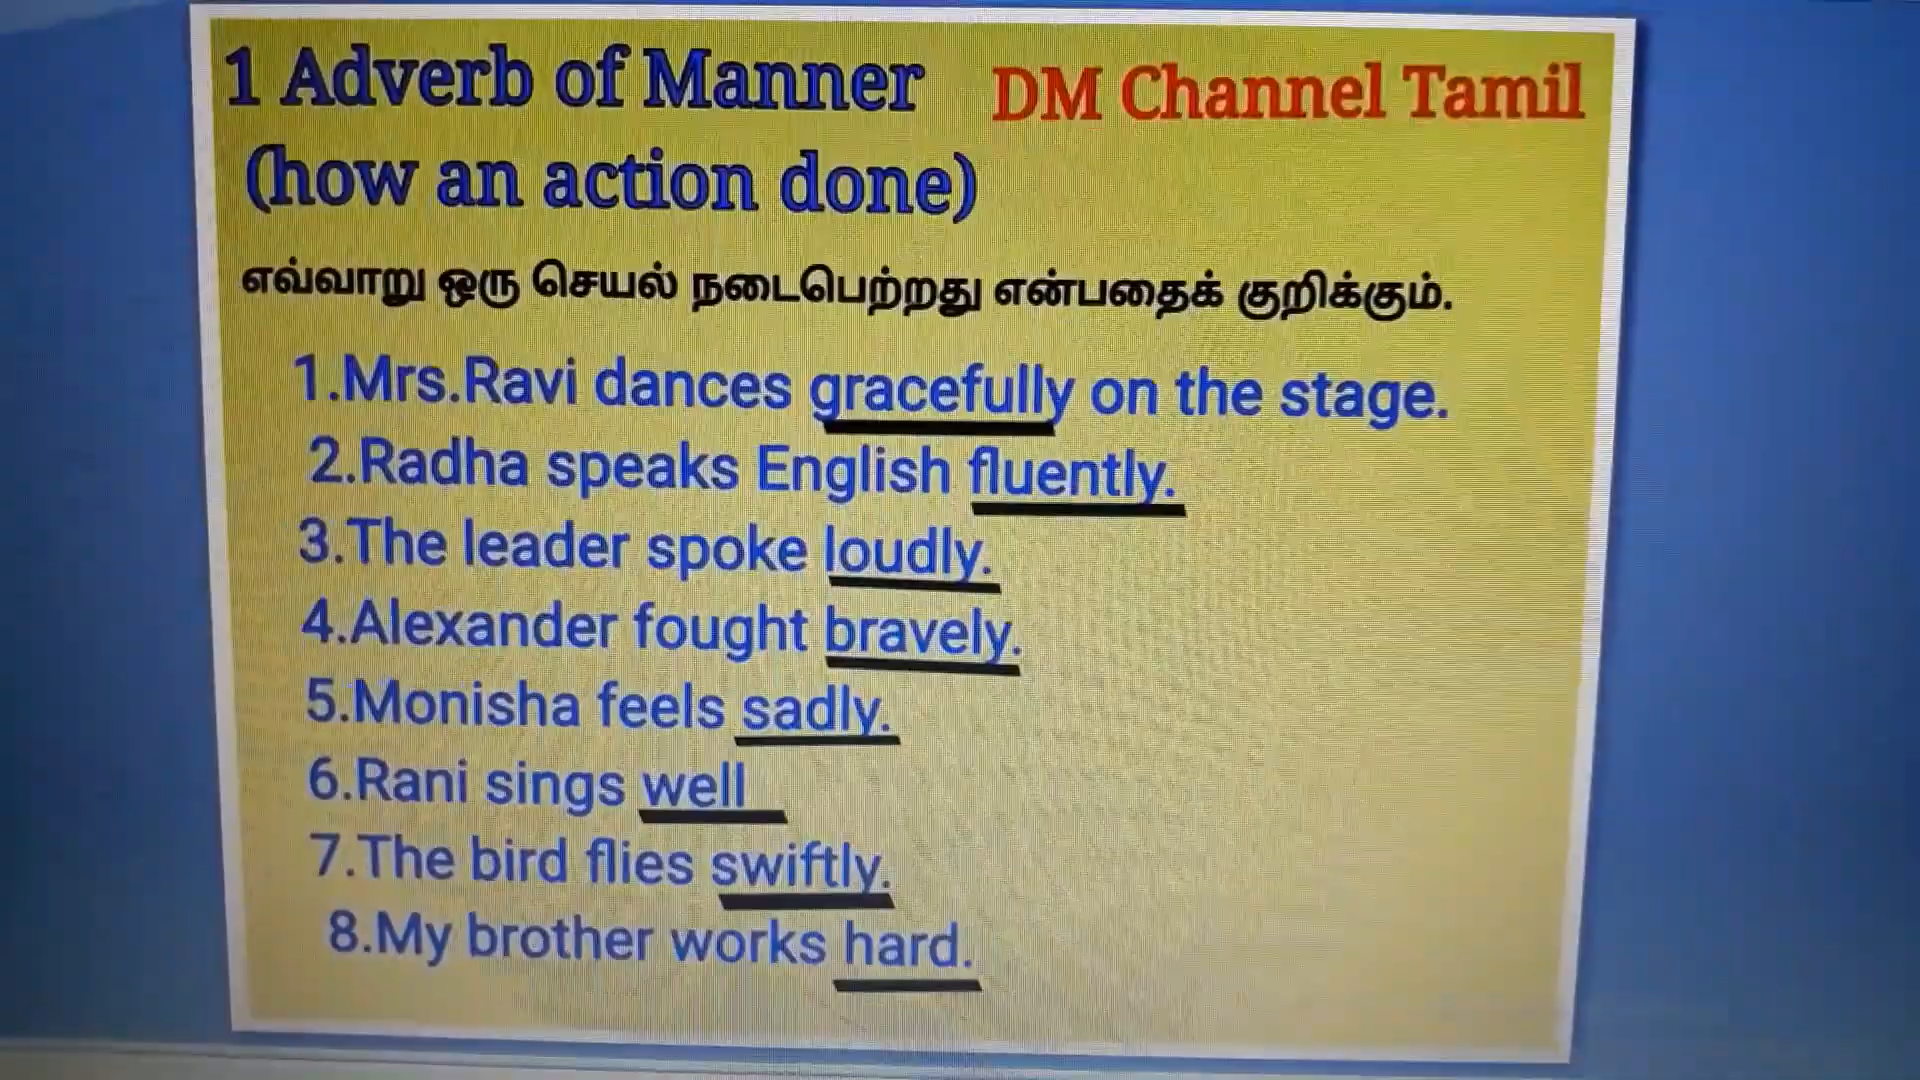 1 Adverb of Manner DM Channel Tamil
(how an action done)
எவ்வாறு ஒரு செயல் நடைபெற்றது என்பதைக் குறிக்கும்.
1.Mrs.Ravi dances gracefully on the stage.
2.Radha speaks English fluently.
3.The leader spoke loudly.
4.Alexander fought bravely.
5.Monisha feels sadly.
6.Rani sings well
7.The bird flies swiftly.
8.My brother works hard.